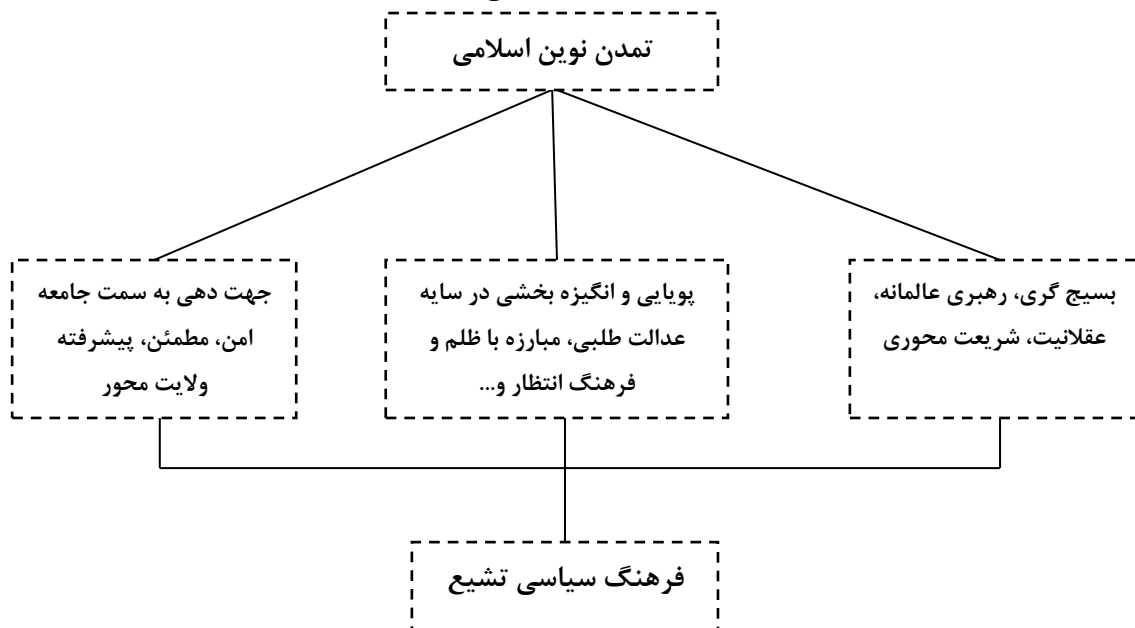 تمدن نوین اسلامی
بسیج گری، رهبری عالمانه،
عقلانیت، شریعت محوری
پویایی و انگیزه بخشی در سایه
عدالت طلبی، مبارزه با ظلم و
فرهنگ انتظار و...
جهت دهی به سمت جامعه
امن، مطمئن، پیشرفته
ولایت محور
فرهنگ سیاسی تشیع